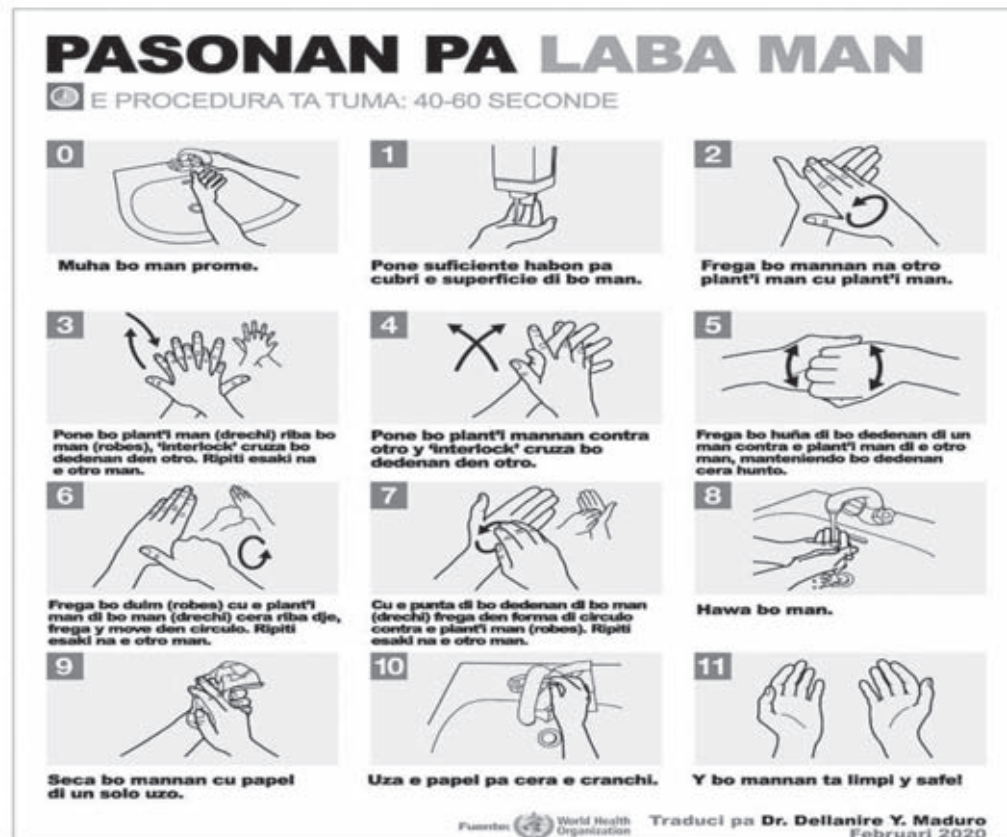 PASONAN PA LABA MAN
E PROCEDURA TA TUMA: 40-60 SECONDE
0
Muha bo man prome.
1
Pone suficiente habon pa
cubri e superficie di bo man.
2
Frega bo mannan na otro
plant'i man cu plant'i man.
3
Pone bo plant'i man (drechi) riba bo
man (robes), 'interlock' cruza bo
dedenan den otro. Ripiti esaki na
e otro man.
4
Pone bo plant'i mannan contra
otro y 'interlock' cruza bo
dedenan den otro.
5
Frega bo huña di bo dedenan di un
man contra e plant'i man di e otro
man, manteniendo bo dedenan
cera hunto.
6
Frega bo duim (robes) cu e plant'i
man di bo man (drechi) cera riba dje,
frega y move den circulo. Ripiti
esaki na e otro man.
7
Cu e punta di bo dedenan di bo man
(drechi) frega den forma di circulo
contra e plant'i man (robes). Ripiti
esaki na e otro man.
8
Hawa bo man.
9
Seca bo mannan cu papel
di un solo uzo.
10
Uza e papel pa cera e cranchi.
11
Y bo mannan ta limpi y safe!
Fuente: World Health
Organization
Traduci pa Dr. Dellanire Y. Maduro
Februari 2020